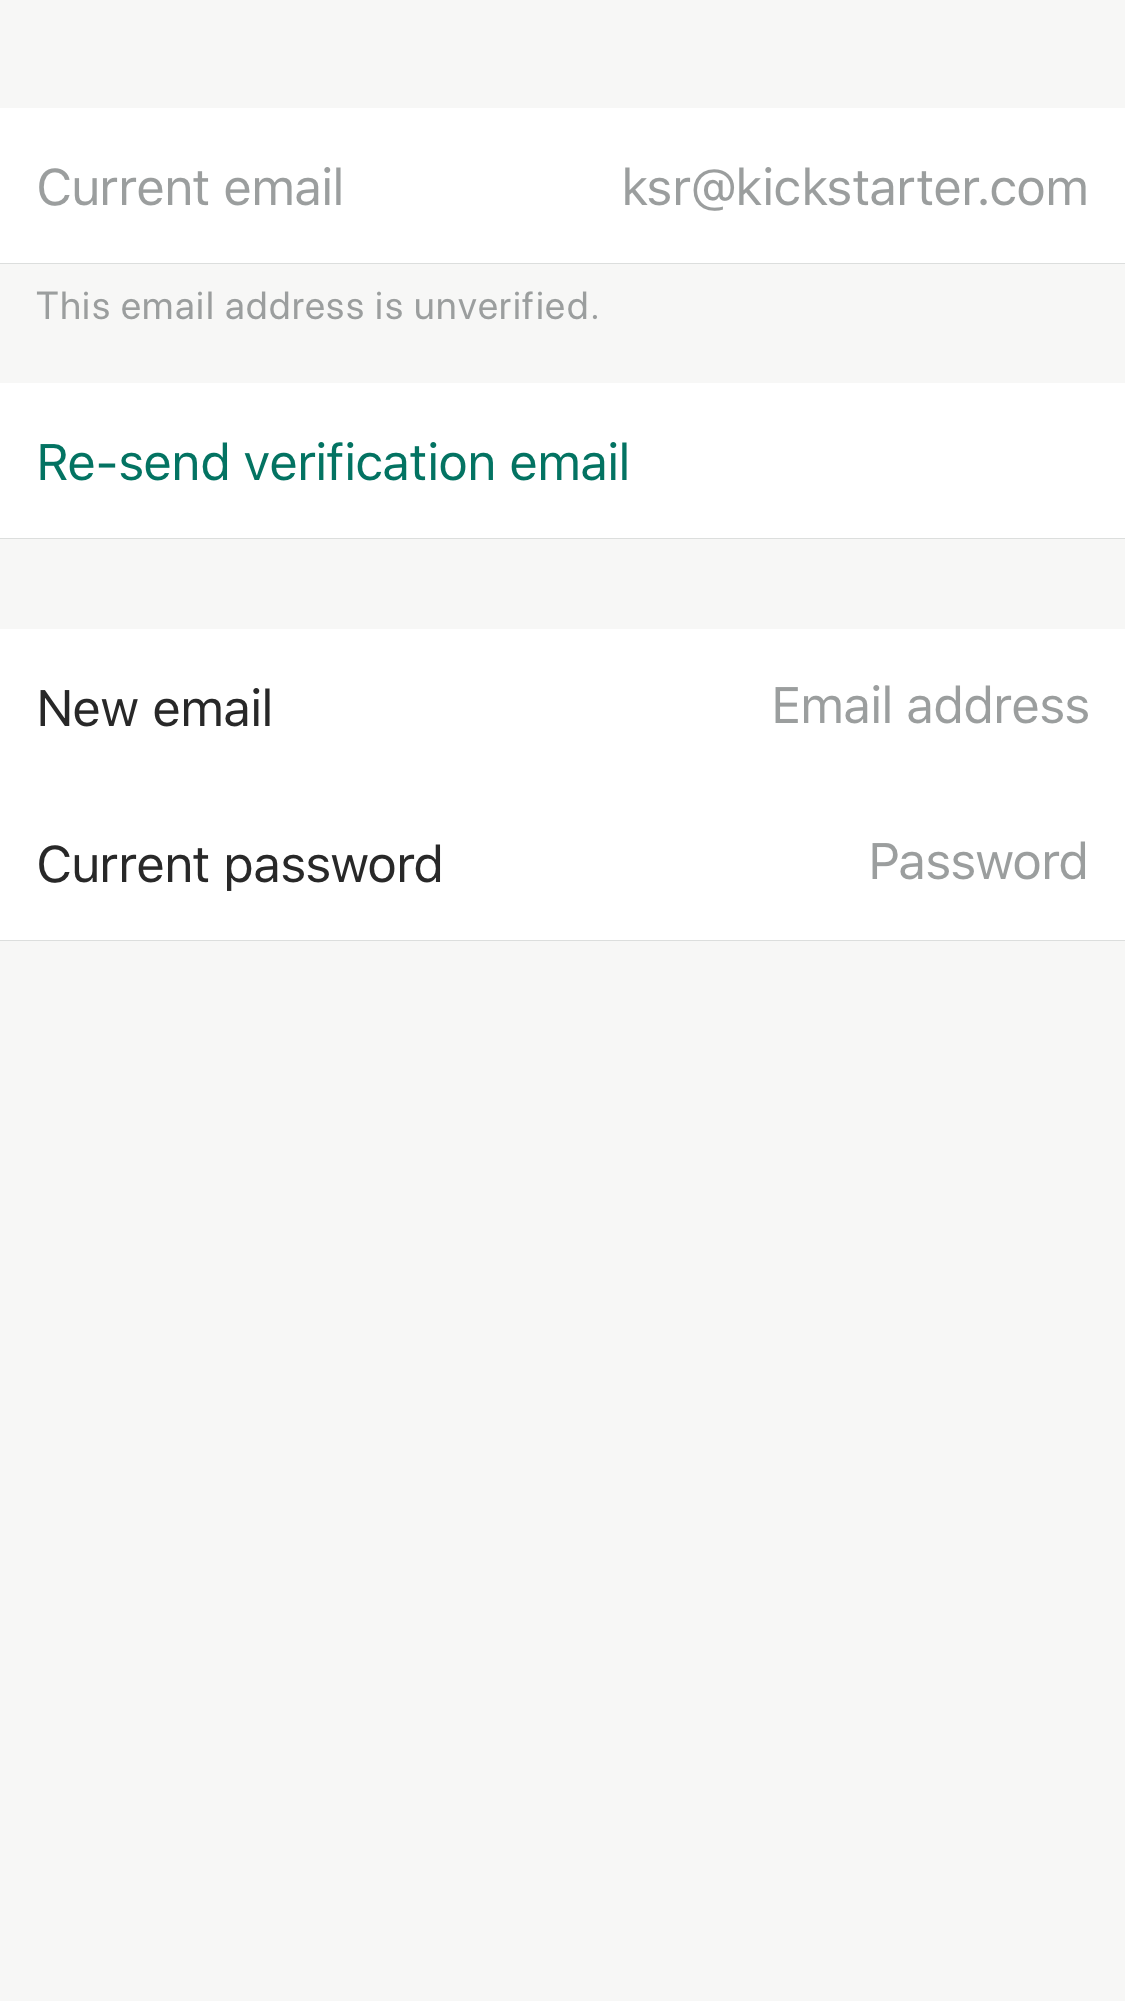 Current email ksr@kickstarter.com
This email address is unverified.
Re-send verification email
New email Email address
Current password Password